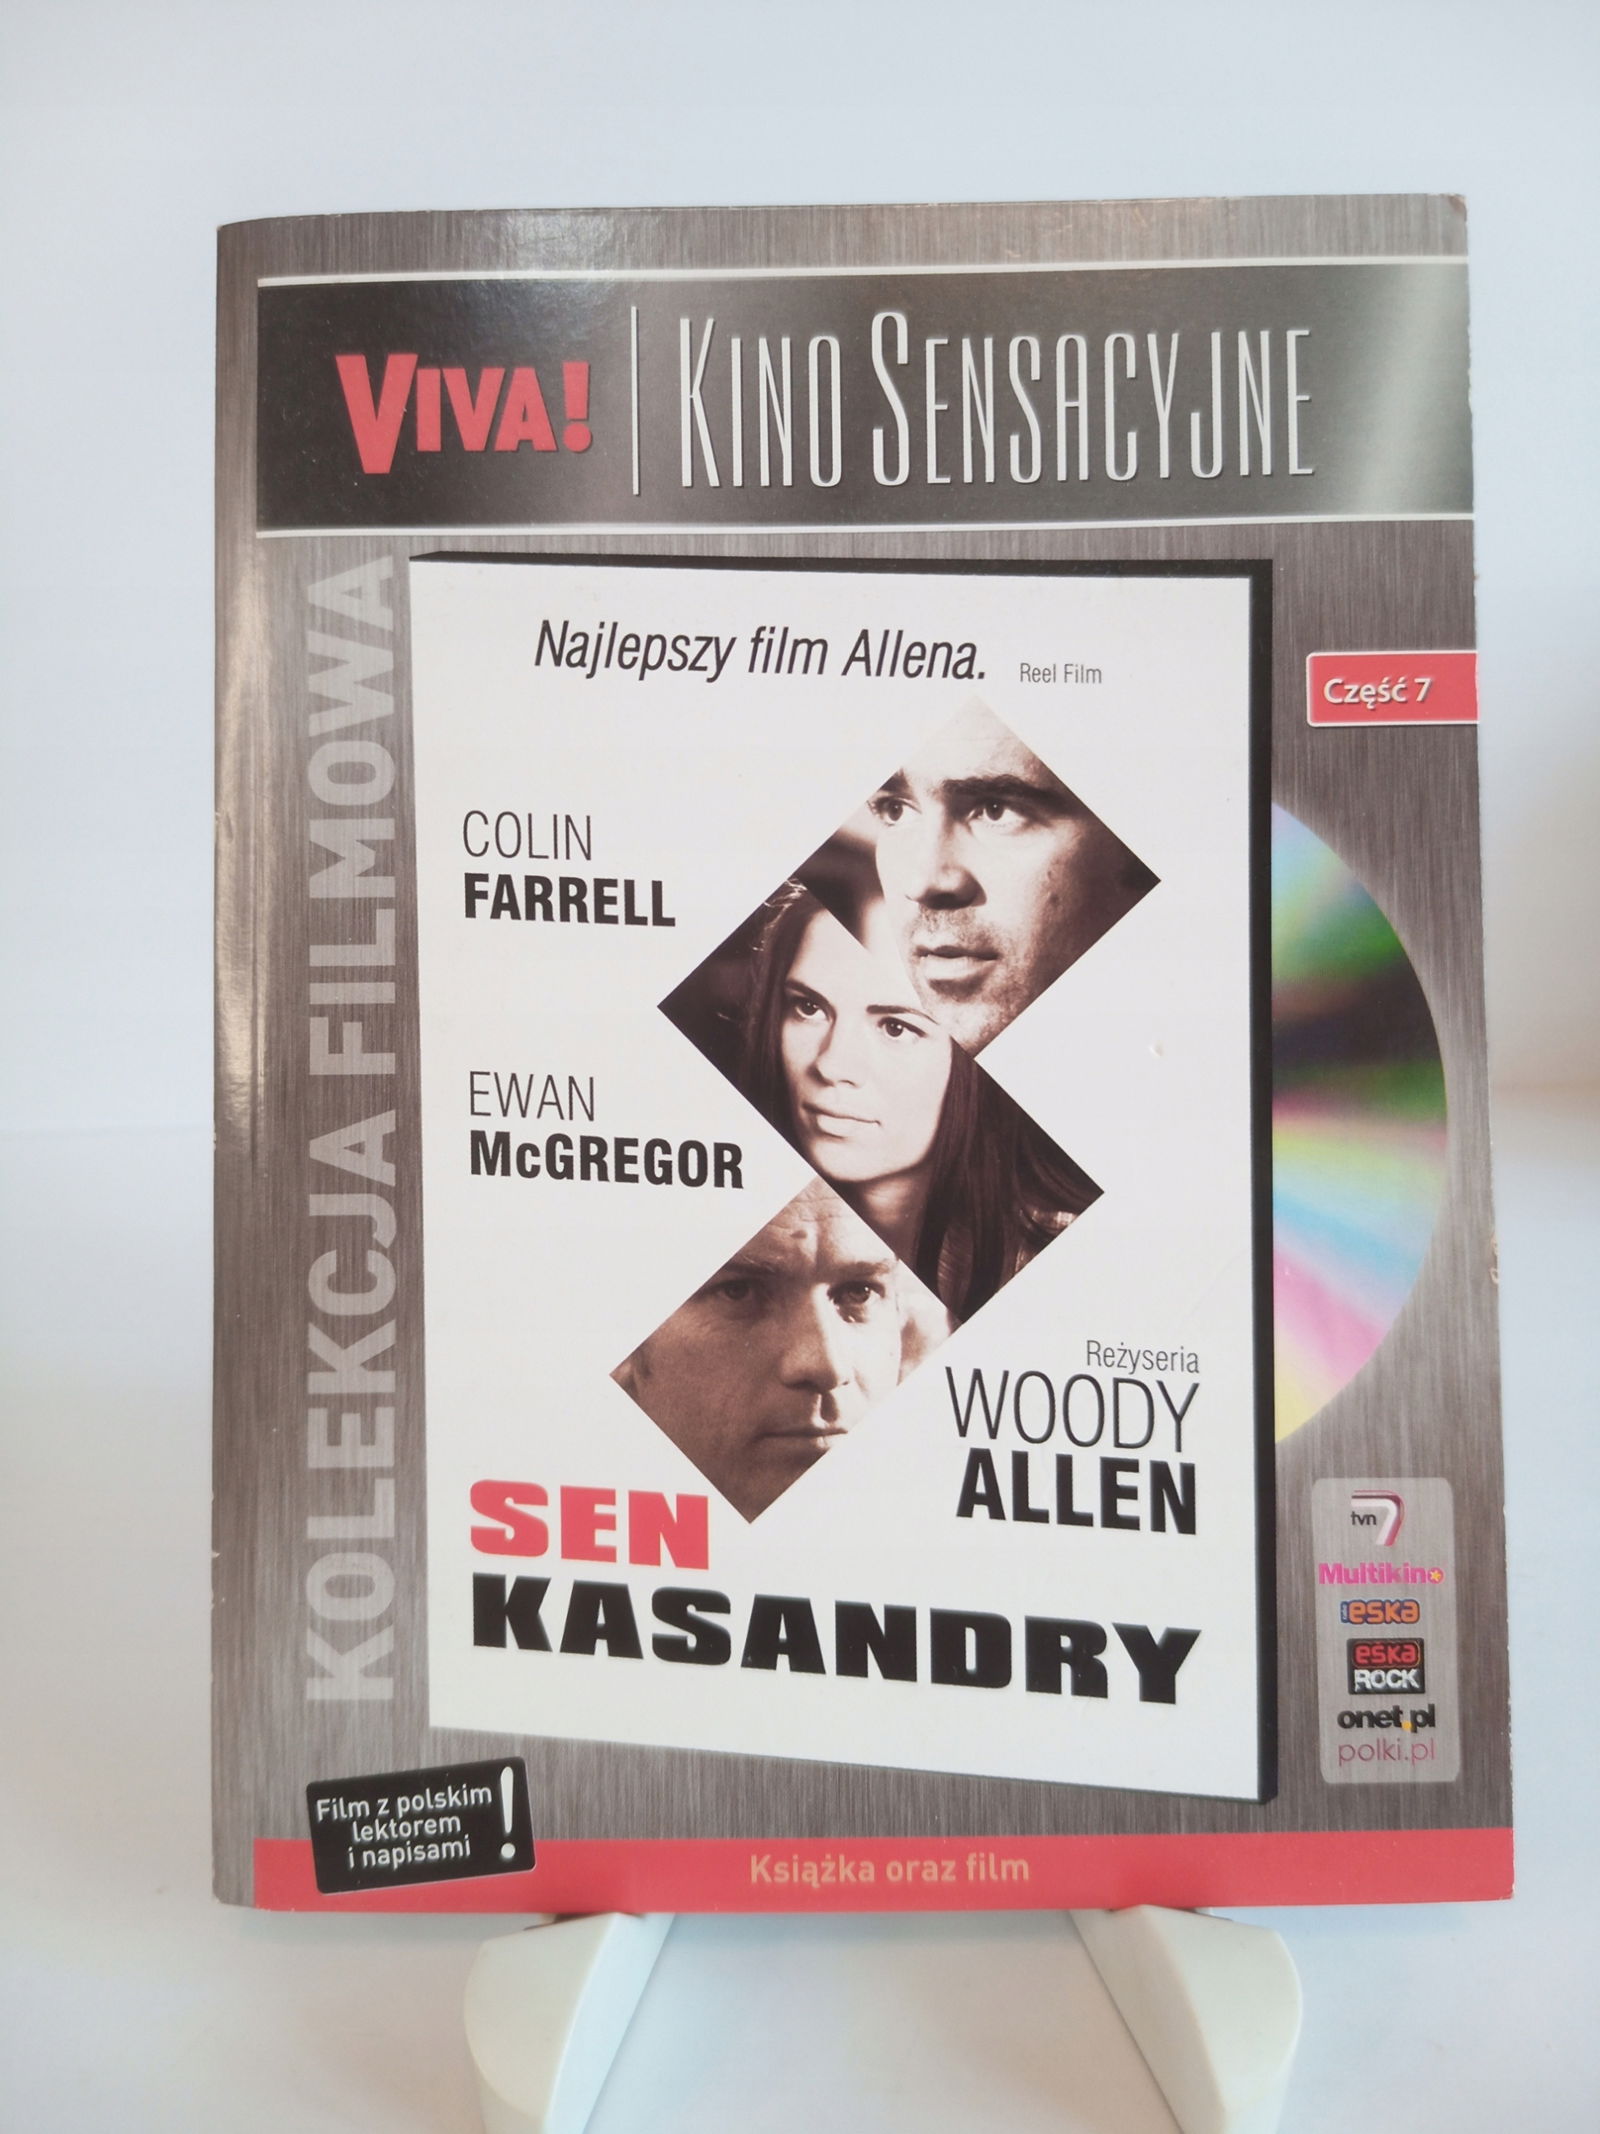 VIVA! | KINO SENSACYJNE
KOLEKCJA FILMOWA
Najlepszy film Allena. Reel Film
Część 7
COLIN
FARRELL
EWAN
McGREGOR
Reżyseria
WOODY
ALLEN
SEN
KASANDRY
tvn 7
Multikino
eska
eska
ROCK
onet.pl
polki.pl
Film z polskim
lektorem
i napisami !
Książka oraz film